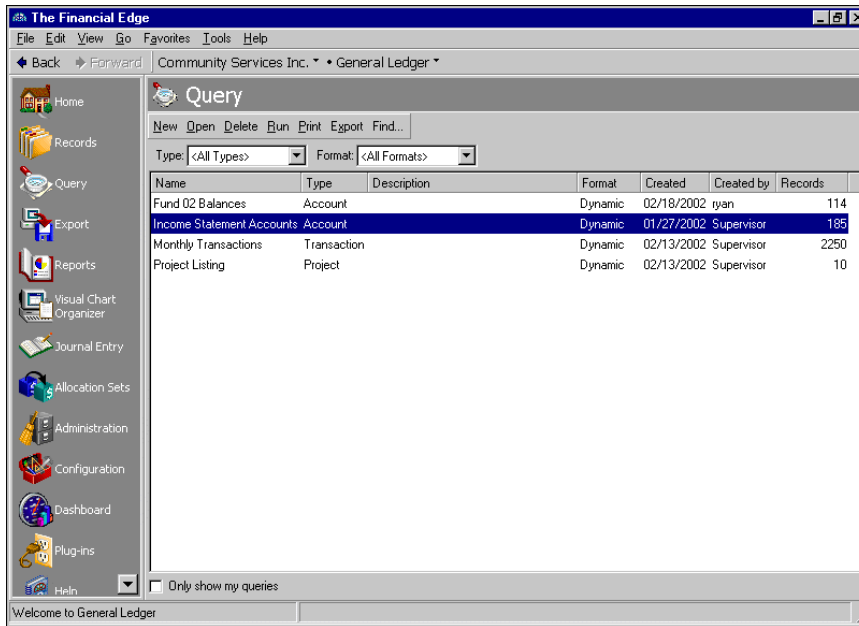 The Financial Edge
File Edit View Go Favorites Tools Help
Back Forward Community Services Inc. • General Ledger
Home
Records
Query
Export
Reports
Visual Chart
Organizer
Journal Entry
Allocation Sets
Administration
Configuration
Dashboard
Plug-ins
Help
Query
New Open Delete Run Print Export Find...
Type: <All Types> Format: <All Formats>
Name Type Description Format Created Created by Records
Fund 02 Balances Account Dynamic 02/18/2002 ryan 114
Income Statement Accounts Account Dynamic 01/27/2002 Supervisor 185
Monthly Transactions Transaction Dynamic 02/13/2002 Supervisor 2250
Project Listing Project Dynamic 02/13/2002 Supervisor 10
Only show my queries
Welcome to General Ledger